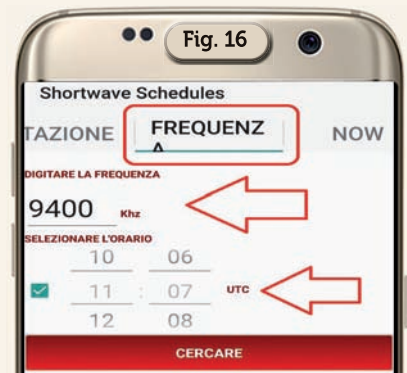 Fig. 16
Shortwave Schedules
TAZIONE FREQUENZ NOW
A
DIGITARE LA FREQUENZA
9400 Khz
SELEZIONARE L'ORARIO
10 06
11 : 07 UTC
12 08
CERCARE